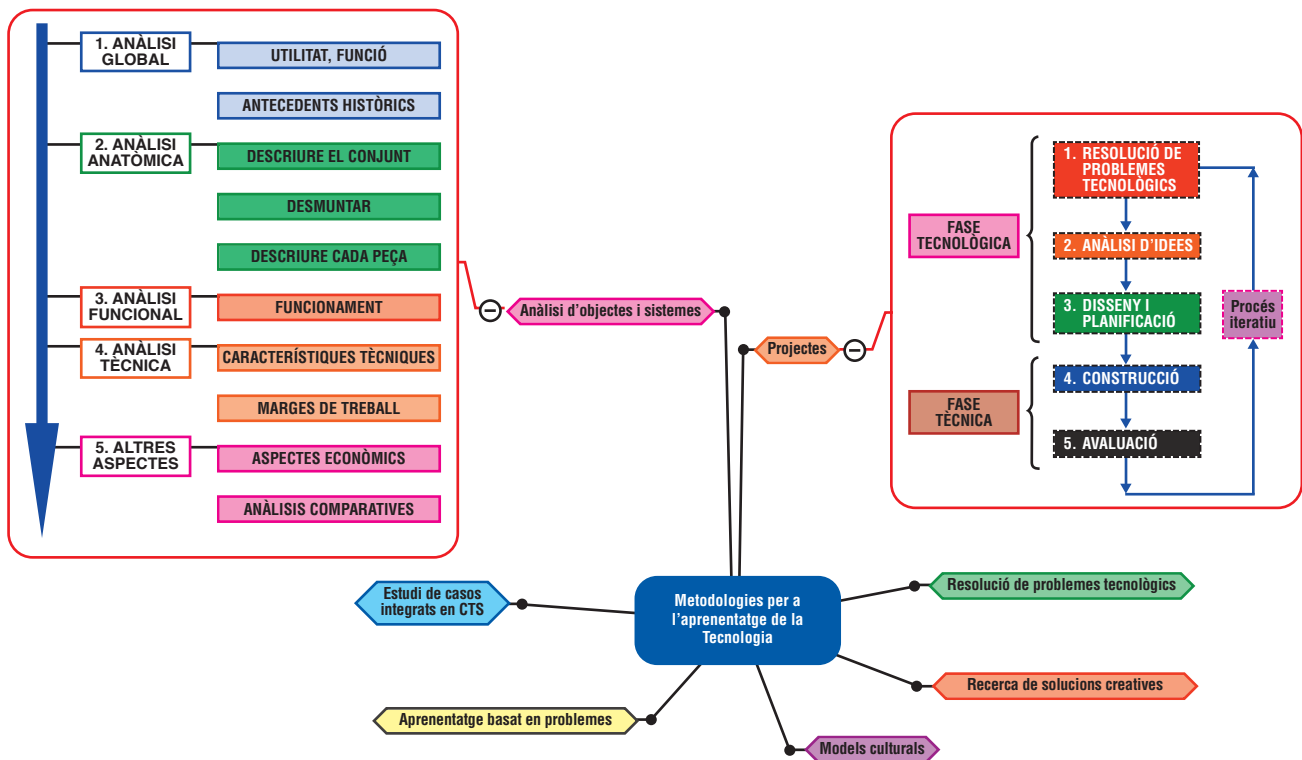 1. ANÀLISI
GLOBAL
UTILITAT, FUNCIÓ
ANTECEDENTS HISTÒRICS
2. ANÀLISI
ANATÒMICA
DESCRIURE EL CONJUNT
DESMUNTAR
DESCRIURE CADA PEÇA
3. ANÀLISI
FUNCIONAL
FUNCIONAMENT
4. ANÀLISI
TÈCNICA
CARACTERÍSTIQUES TÈCNIQUES
MARGES DE TREBALL
5. ALTRES
ASPECTES
ASPECTES ECONÒMICS
ANÀLISIS COMPARATIVES
Anàlisi d'objectes i sistemes
Projectes
FASE
TECNOLÒGICA
1. RESOLUCIÓ DE
PROBLEMES
TECNOLÒGICS
2. ANÀLISI D'IDEES
3. DISSENY I
PLANIFICACIÓ
Procés
iteratiu
FASE
TÈCNICA
4. CONSTRUCCIÓ
5. AVALUACIÓ
Estudi de casos
integrats en CTS
Metodologies per a
l'aprenentatge de la
Tecnologia
Resolució de problemes tecnològics
Recerca de solucions creatives
Aprenentatge basat en problemes
Models culturals